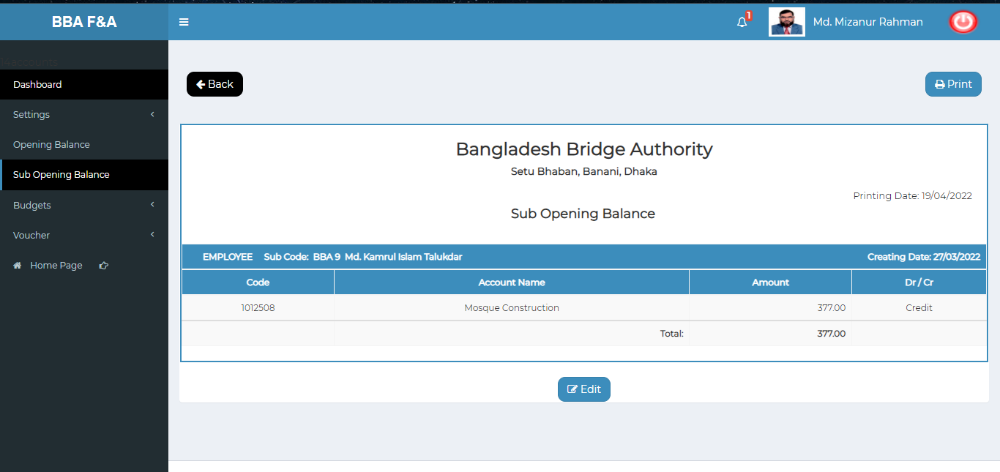 BBA F&A
1
Md. Mizanur Rahman
accounts
Dashboard
Settings
Opening Balance
Sub Opening Balance
Budgets
Voucher
Home Page
Back
Print
Bangladesh Bridge Authority
Setu Bhaban, Banani, Dhaka
Printing Date: 19/04/2022
Sub Opening Balance
EMPLOYEE Sub Code: BBA 9 Md. Kamrul Islam Talukdar Creating Date: 27/03/2022
Code Account Name Amount Dr / Cr
1012508 Mosque Construction 377.00 Credit
Total: 377.00
Edit